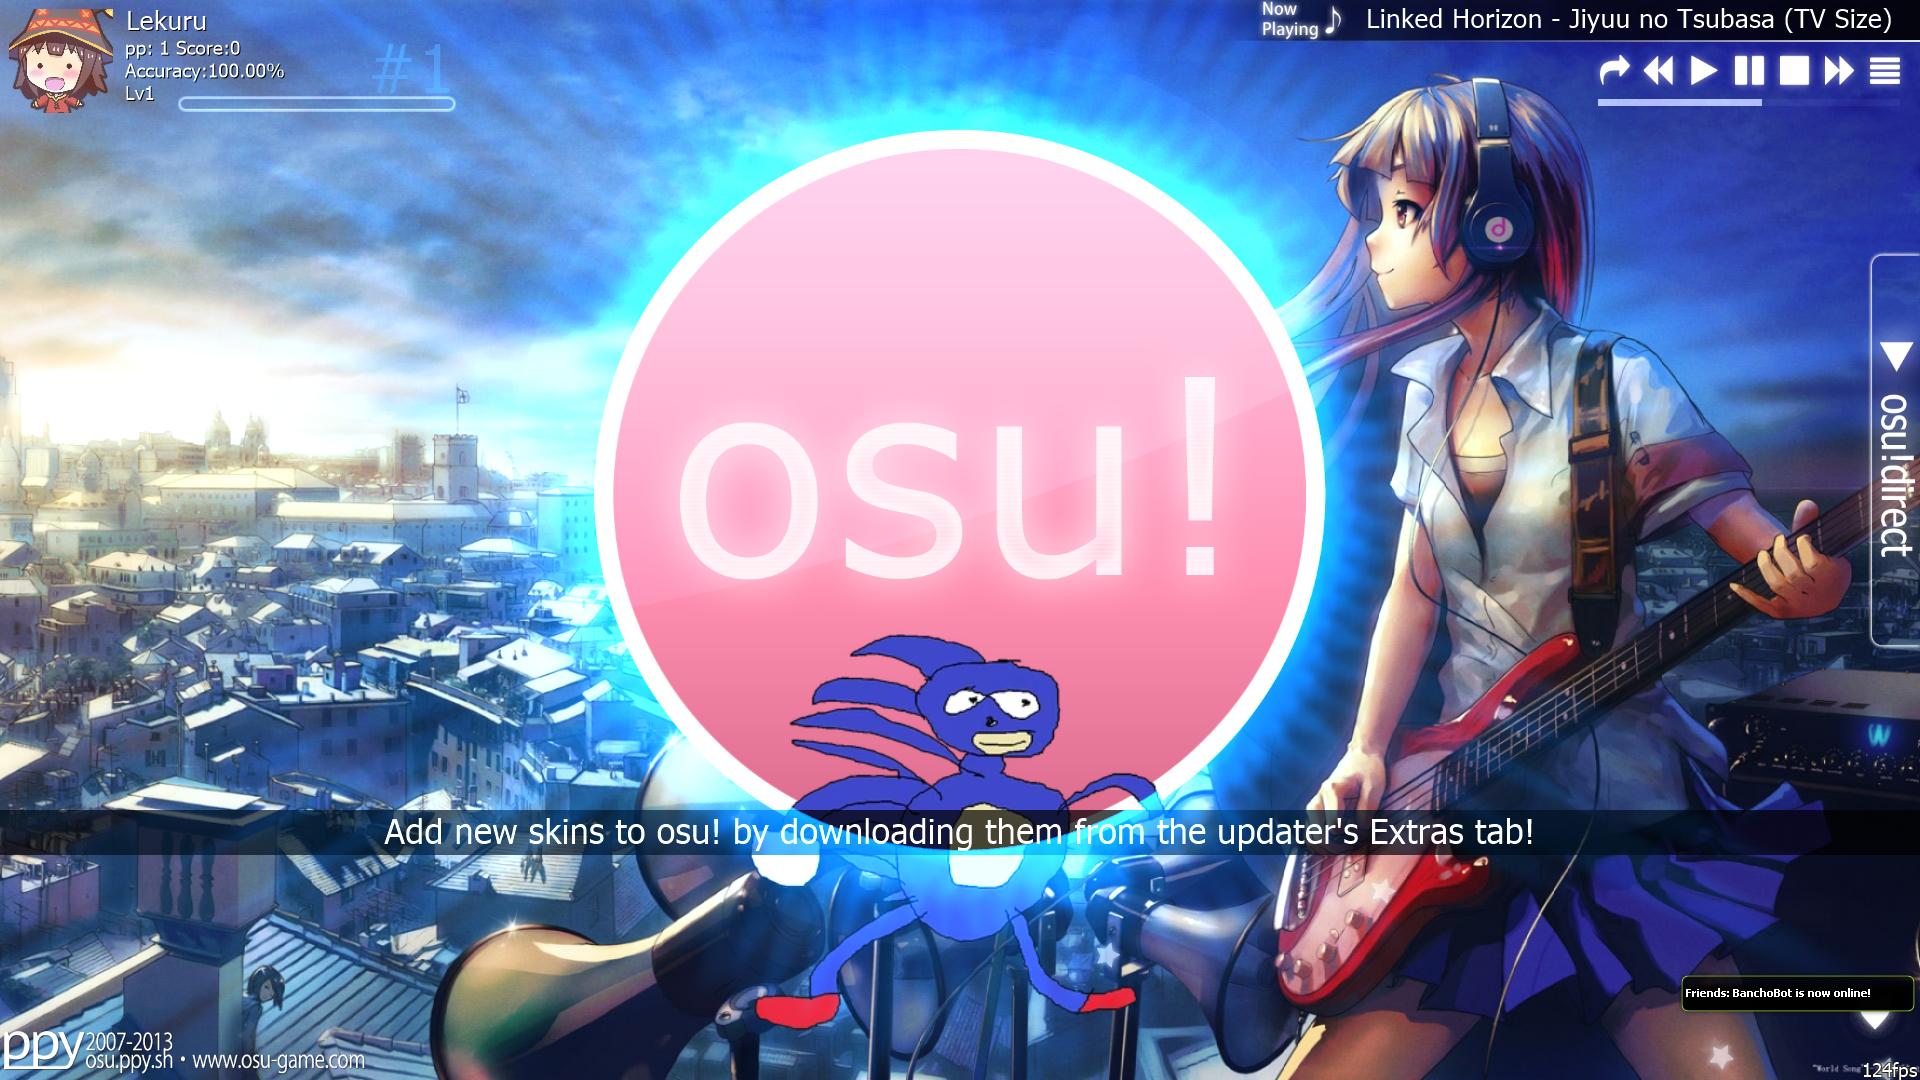 Lekuru
pp: 1 Score:0
Accuracy:100.00%
Lv1
#1
Now
Playing
Linked Horizon - Jiyuu no Tsubasa (TV Size)
osu!direct
osu!
Add new skins to osu! by downloading them from the updater's Extras tab!
Friends: BanchoBot is now online!
ppy 2007-2013
osu.ppy.sh • www.osu-game.com
"World Song"
124fps